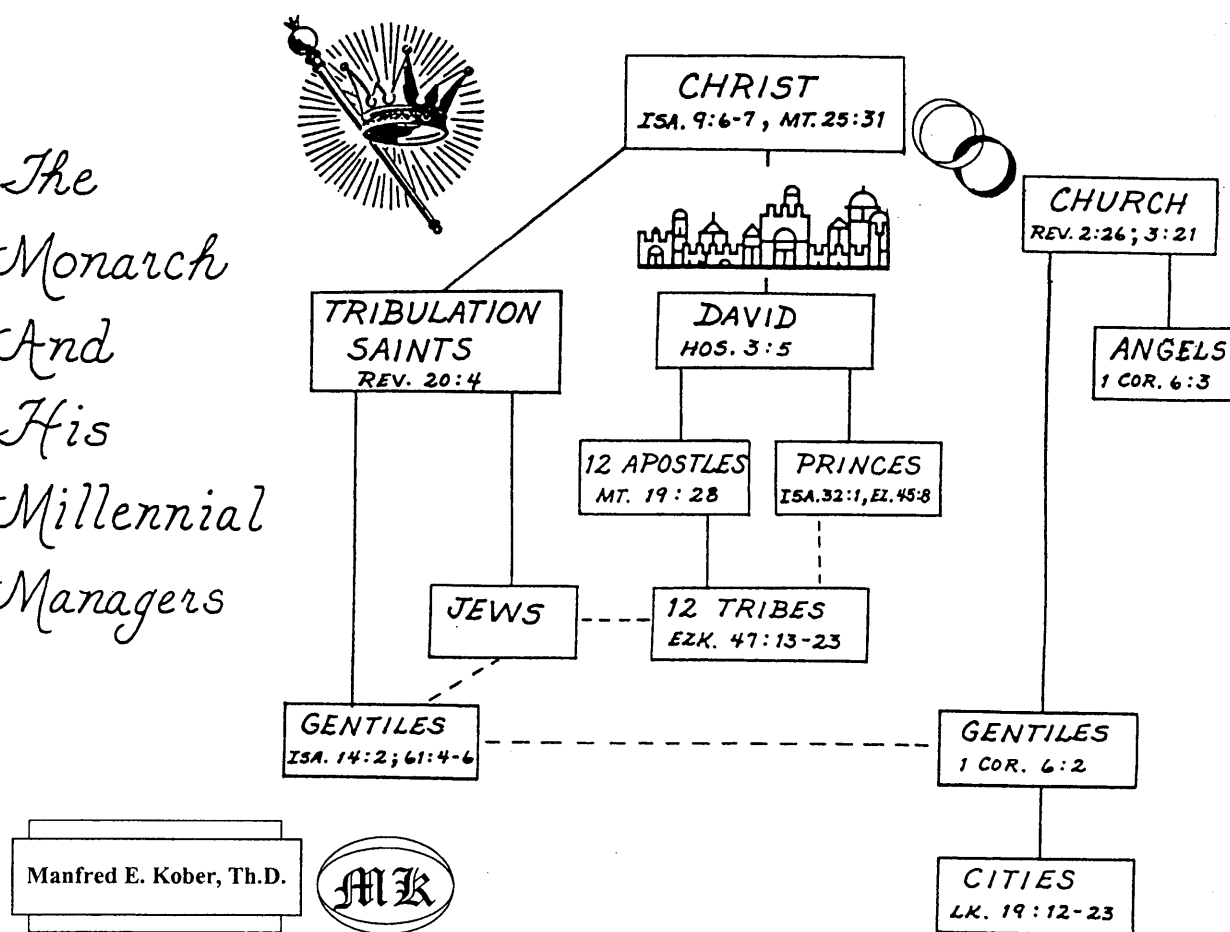 The
Monarch
And
His
Millennial
Managers
CHRIST
ISA. 9:6-7, MT. 25:31
CHURCH
REV. 2:26; 3:21
TRIBULATION
SAINTS
REV. 20:4
DAVID
HOS. 3:5
ANGELS
1 COR. 6:3
12 APOSTLES
MT. 19:28
PRINCES
ISA.32:1, EZ.45:8
JEWS
12 TRIBES
EZK. 47:13-23
GENTILES
ISA. 14:2; 61:4-6
GENTILES
1 COR. 6:2
CITIES
LK. 19:12-23
Manfred E. Kober, Th.D.
MK